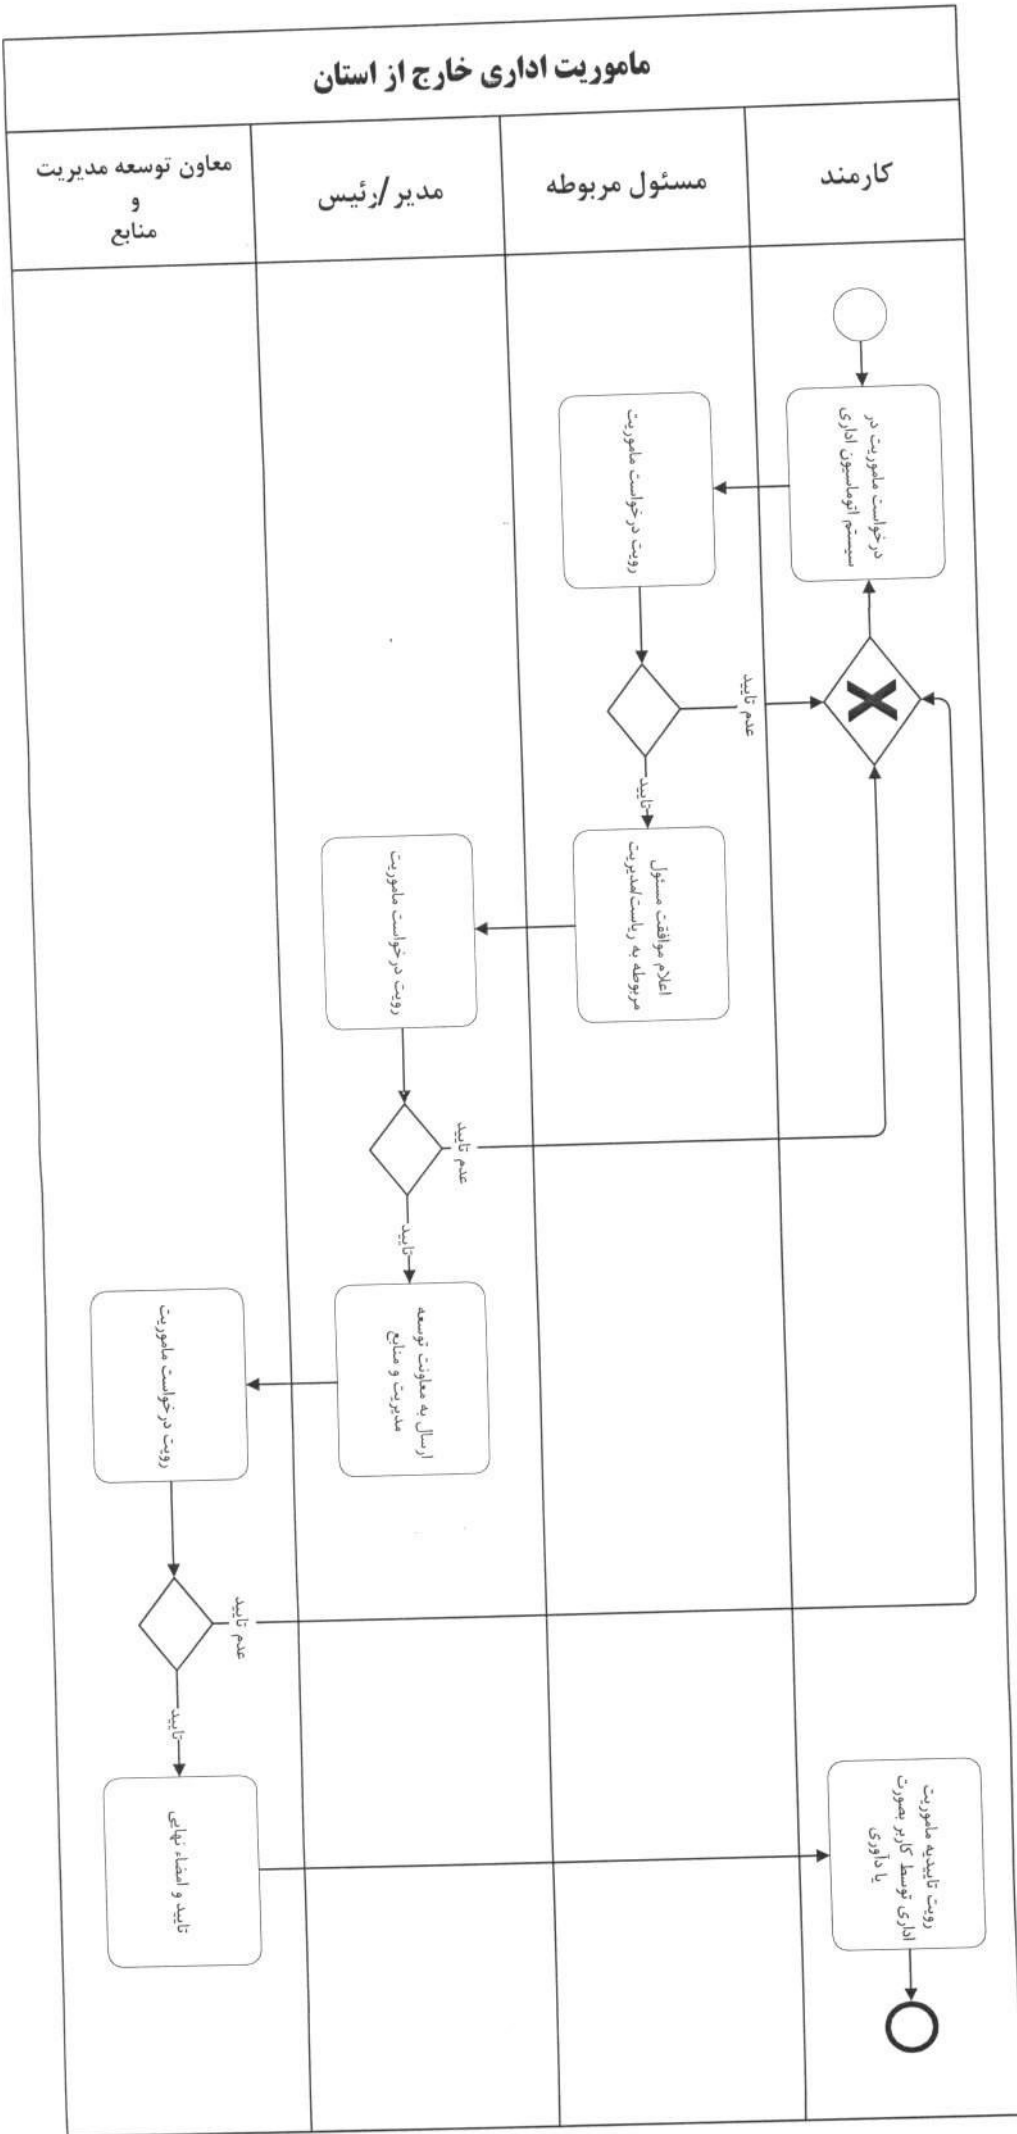 ماموریت اداری خارج از استان
کارمند
مسئول مربوطه
مدیر /رئیس
معاون توسعه مدیریت
و
منابع
درخواست ماموریت در
سیستم اتوماسیون اداری
رویت درخواست ماموریت
عدم تایید
تایید
اعلام موافقت مسئول
مربوطه به ریاست/مدیریت
رویت درخواست ماموریت
عدم تایید
تایید
ارسال به معاونت توسعه
مدیریت و منابع
رویت درخواست ماموریت
عدم تایید
تایید
تایید و امضاء نهایی
رویت تاییدیه ماموریت
اداری توسط کاربر بصورت
یا دآوری